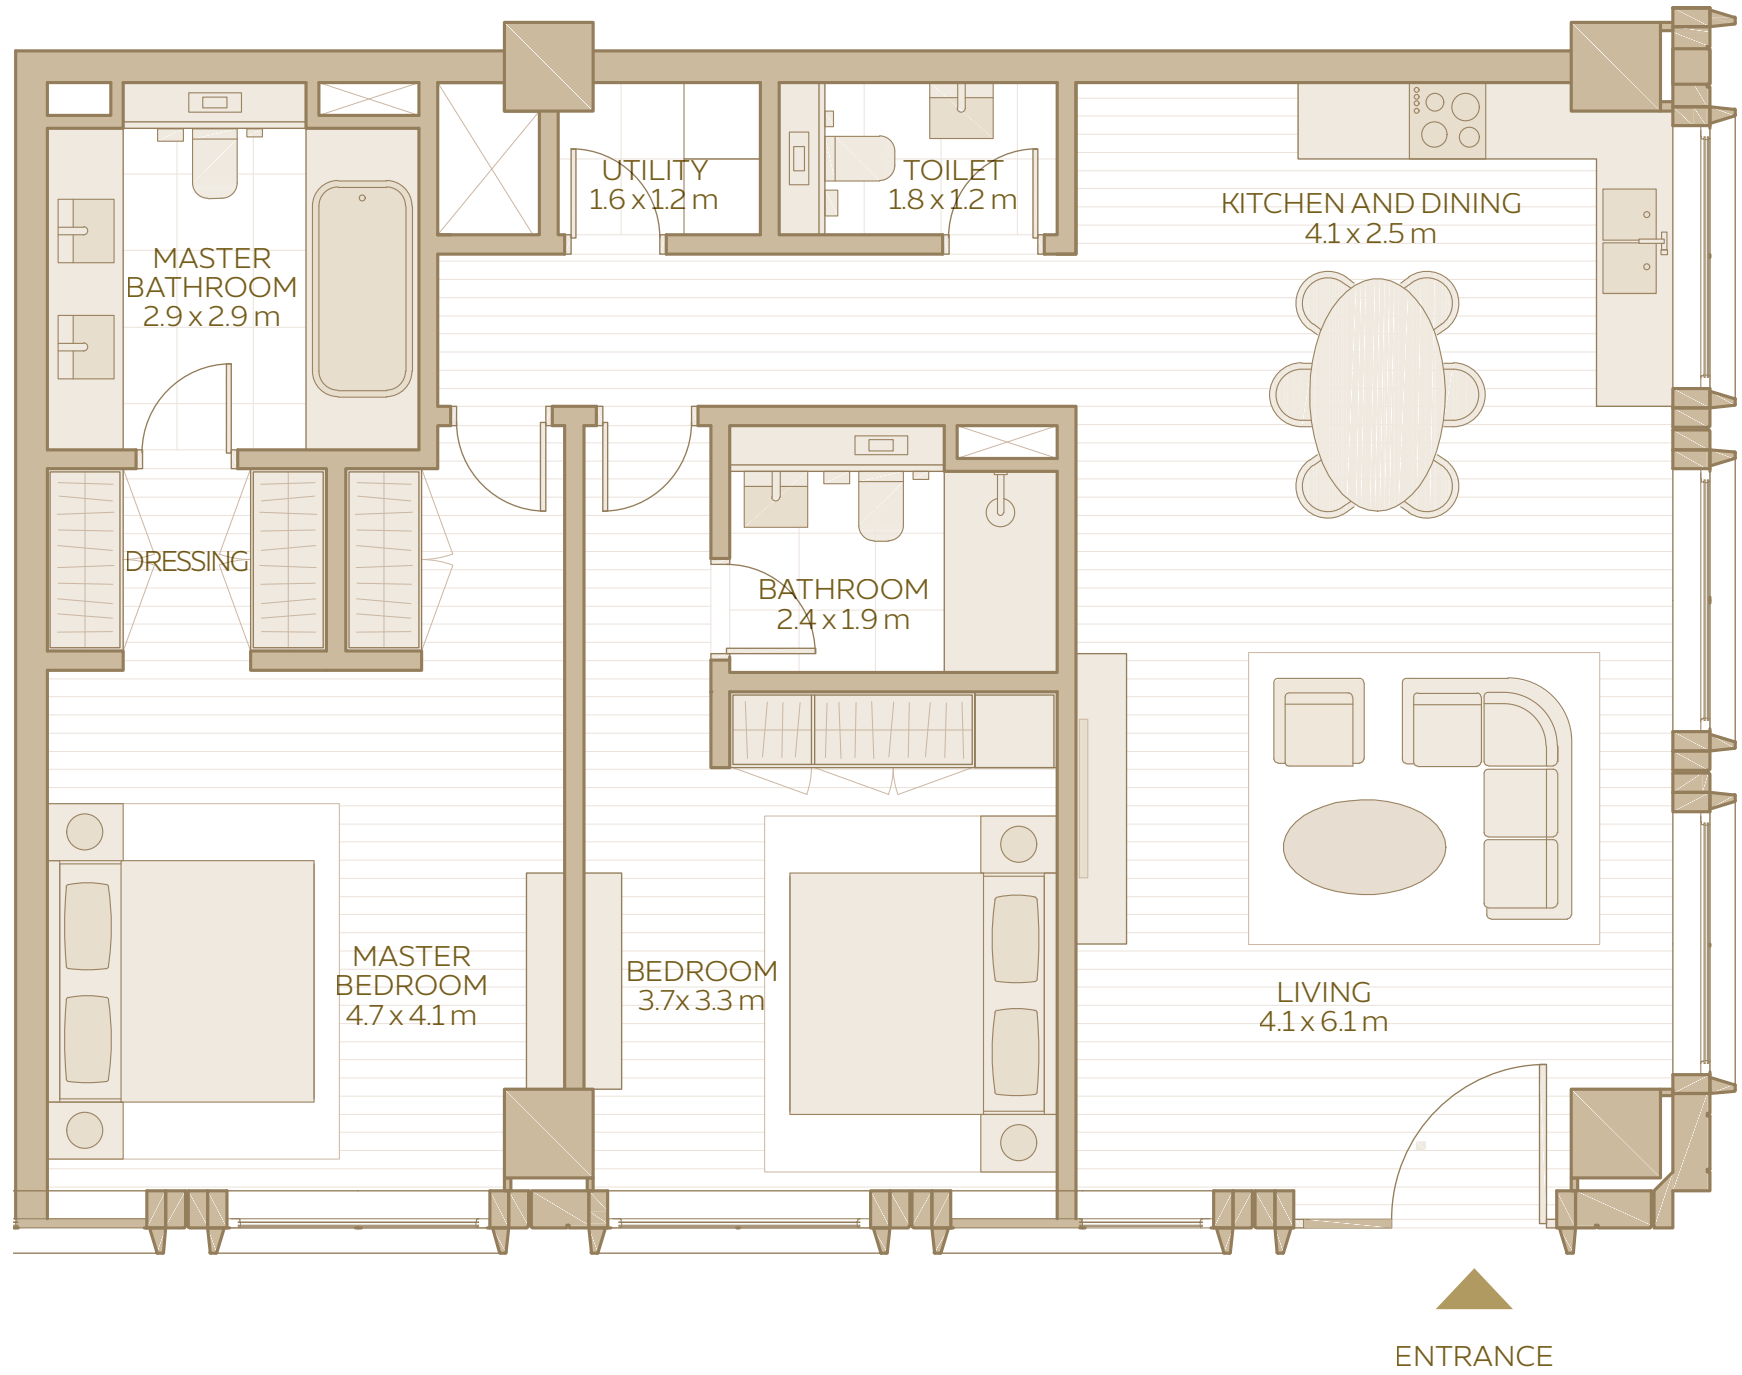 UTILITY
1.6 x 1.2 m
TOILET
1.8 x 1.2 m
KITCHEN AND DINING
4.1 x 2.5 m
MASTER
BATHROOM
2.9 x 2.9 m
DRESSING
BATHROOM
2.4 x 1.9 m
MASTER
BEDROOM
4.7 x 4.1 m
BEDROOM
3.7x 3.3 m
LIVING
4.1 x 6.1 m
ENTRANCE